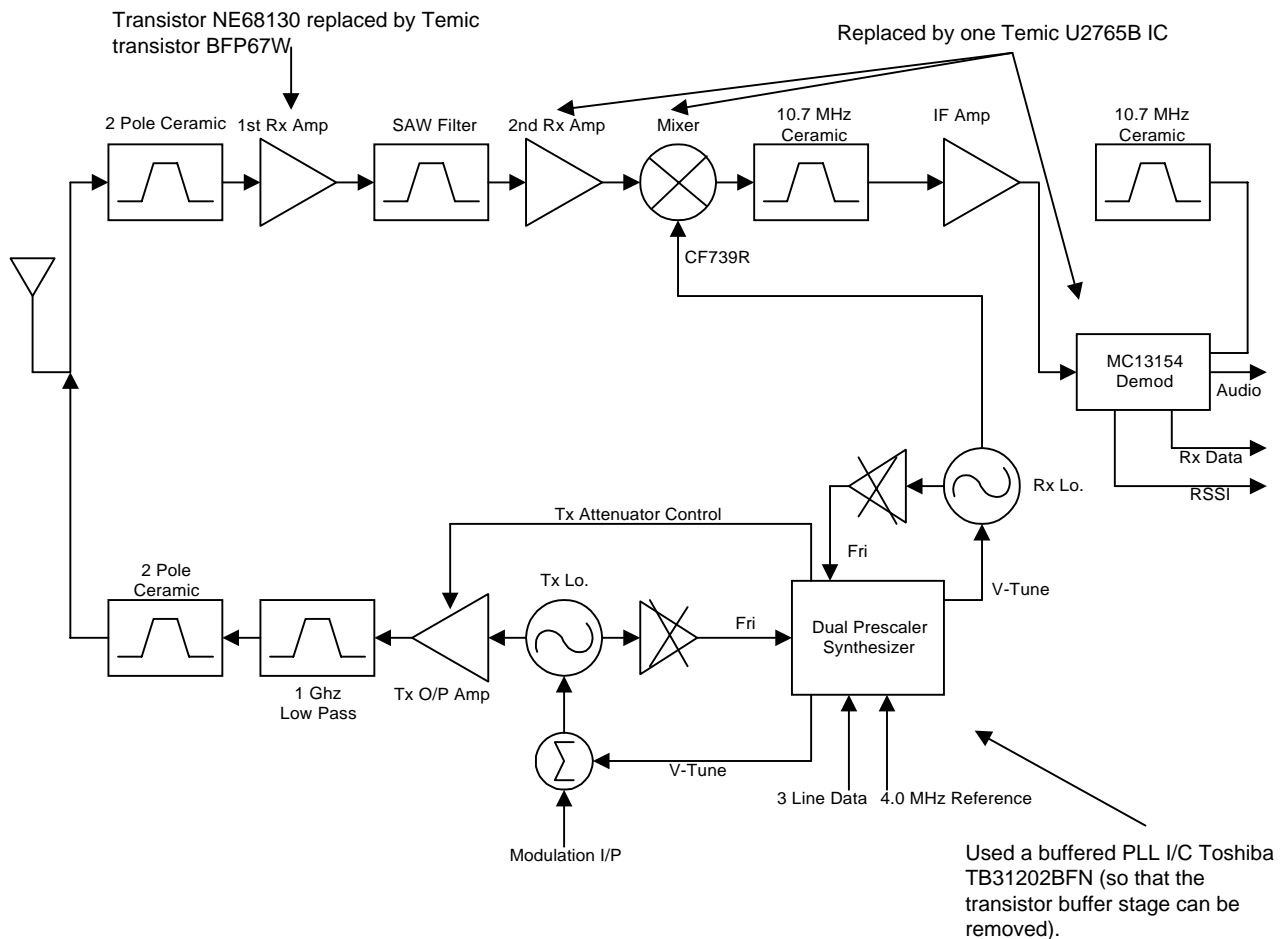 Transistor NE68130 replaced by Temic
transistor BFP67W
Replaced by one Temic U2765B IC
2 Pole Ceramic
1st Rx Amp
SAW Filter
2nd Rx Amp
Mixer
10.7 MHz
Ceramic
IF Amp
10.7 MHz
Ceramic
CF739R
MC13154
Demod
Audio
Rx Data
RSSI
Rx Lo.
Tx Attenuator Control
Fri
V-Tune
2 Pole
Ceramic
Tx Lo.
Fri
Dual Prescaler
Synthesizer
1 Ghz
Low Pass
Tx O/P Amp
Σ
V-Tune
3 Line Data
4.0 MHz Reference
Modulation I/P
Used a buffered PLL I/C Toshiba
TB31202BFN (so that the
transistor buffer stage can be
removed).